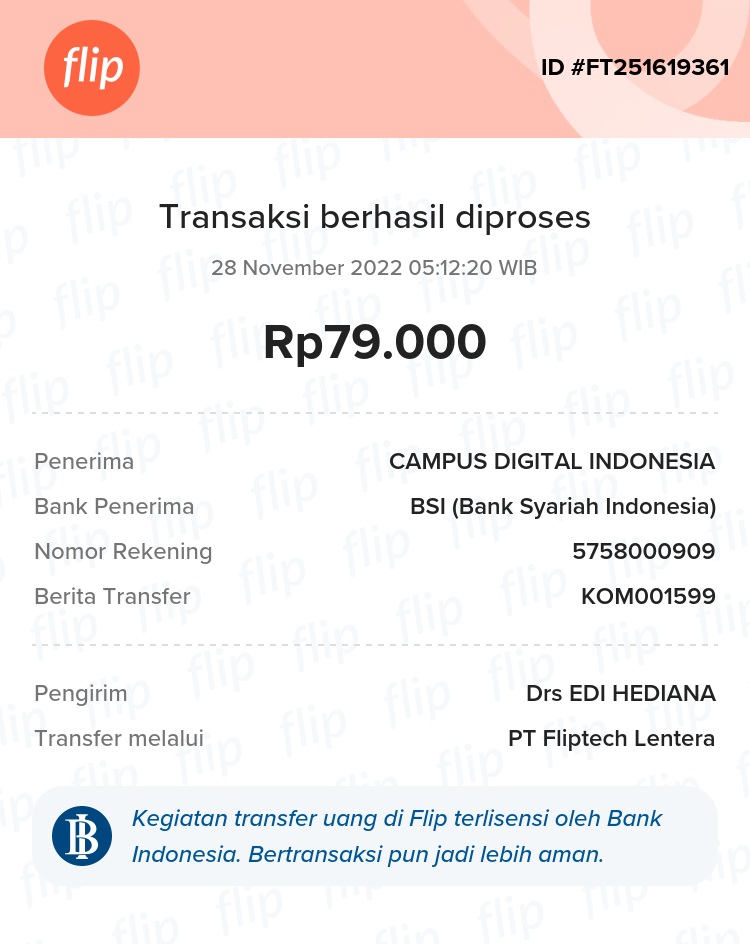 flip
ID #FT251619361
Transaksi berhasil diproses
28 November 2022 05:12:20 WIB
Rp79.000
Penerima CAMPUS DIGITAL INDONESIA
Bank Penerima BSI (Bank Syariah Indonesia)
Nomor Rekening 5758000909
Berita Transfer KOM001599
Pengirim Drs EDI HEDIANA
Transfer melalui PT Fliptech Lentera
Kegiatan transfer uang di Flip terlisensi oleh Bank
Indonesia. Bertransaksi pun jadi lebih aman.